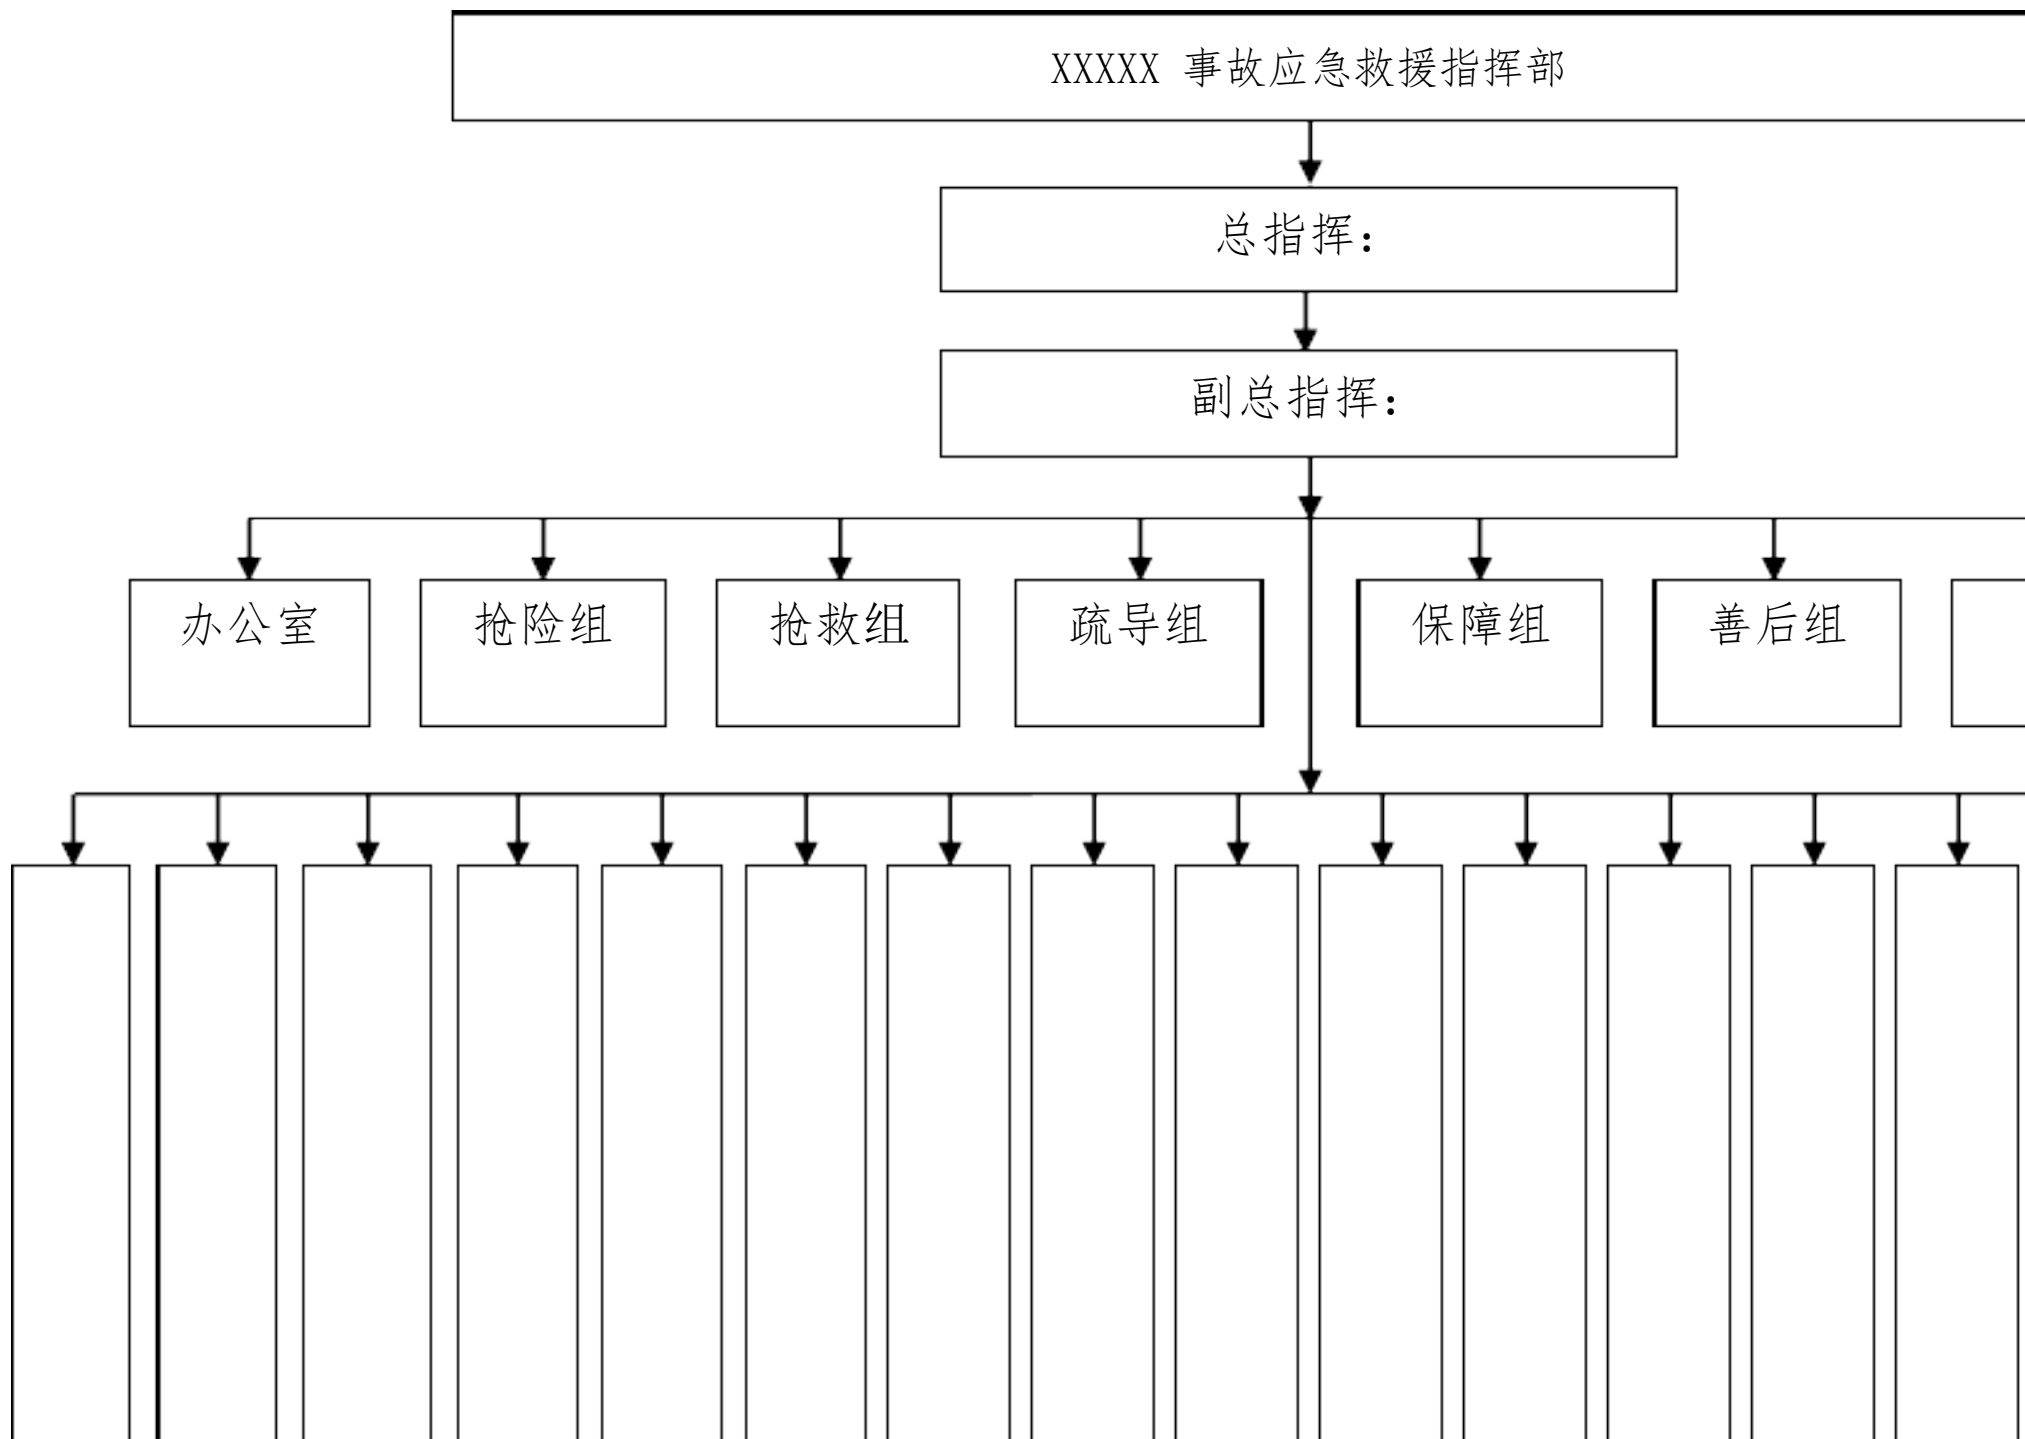 XXXXX 事故应急救援指挥部
总指挥：
副总指挥：
办公室
抢险组
抢救组
疏导组
保障组
善后组